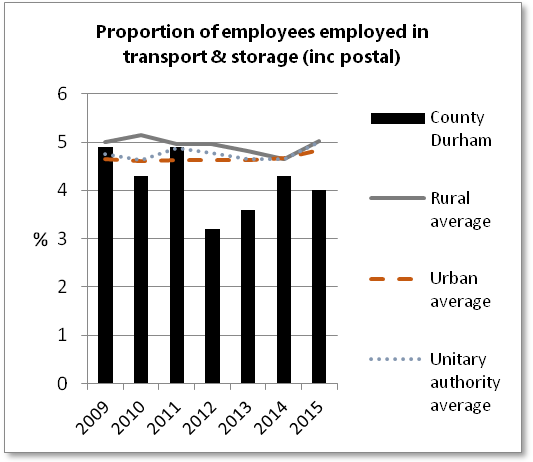 Proportion of employees employed in
transport & storage (inc postal)
6
5
4
3
2
1
0
%
2009
2010
2011
2012
2013
2014
2015
County
Durham
Rural
average
Urban
average
Unitary
authority
average